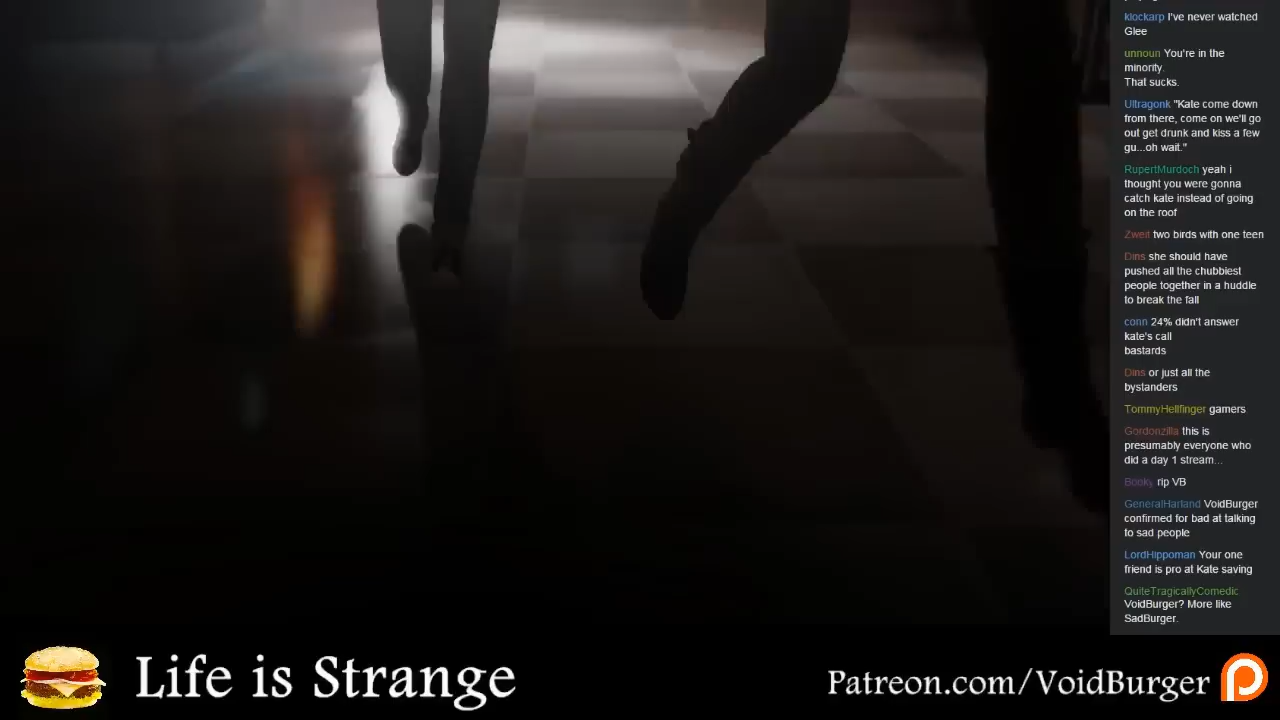 klockarp I've never watched
Glee
unnoun You're in the
minority.
That sucks.
Ultragonk "Kate come down
from there, come on we'll go
out get drunk and kiss a few
gu...oh wait."
RupertMurdoch yeah i
thought you were gonna
catch kate instead of going
on the roof
Zweit two birds with one teen
Dins she should have
pushed all the chubbiest
people together in a huddle
to break the fall
conn 24% didn't answer
kate's call
bastards
Dins or just all the
bystanders
TommyHellfinger gamers
Gordonzilla this is
presumably everyone who
did a day 1 stream...
Booky rip VB
GeneralHarland VoidBurger
confirmed for bad at talking
to sad people
LordHippoman Your one
friend is pro at Kate saving
QuiteTragicallyComedic
VoidBurger? More like
SadBurger.
Life is Strange
Patreon.com/VoidBurger